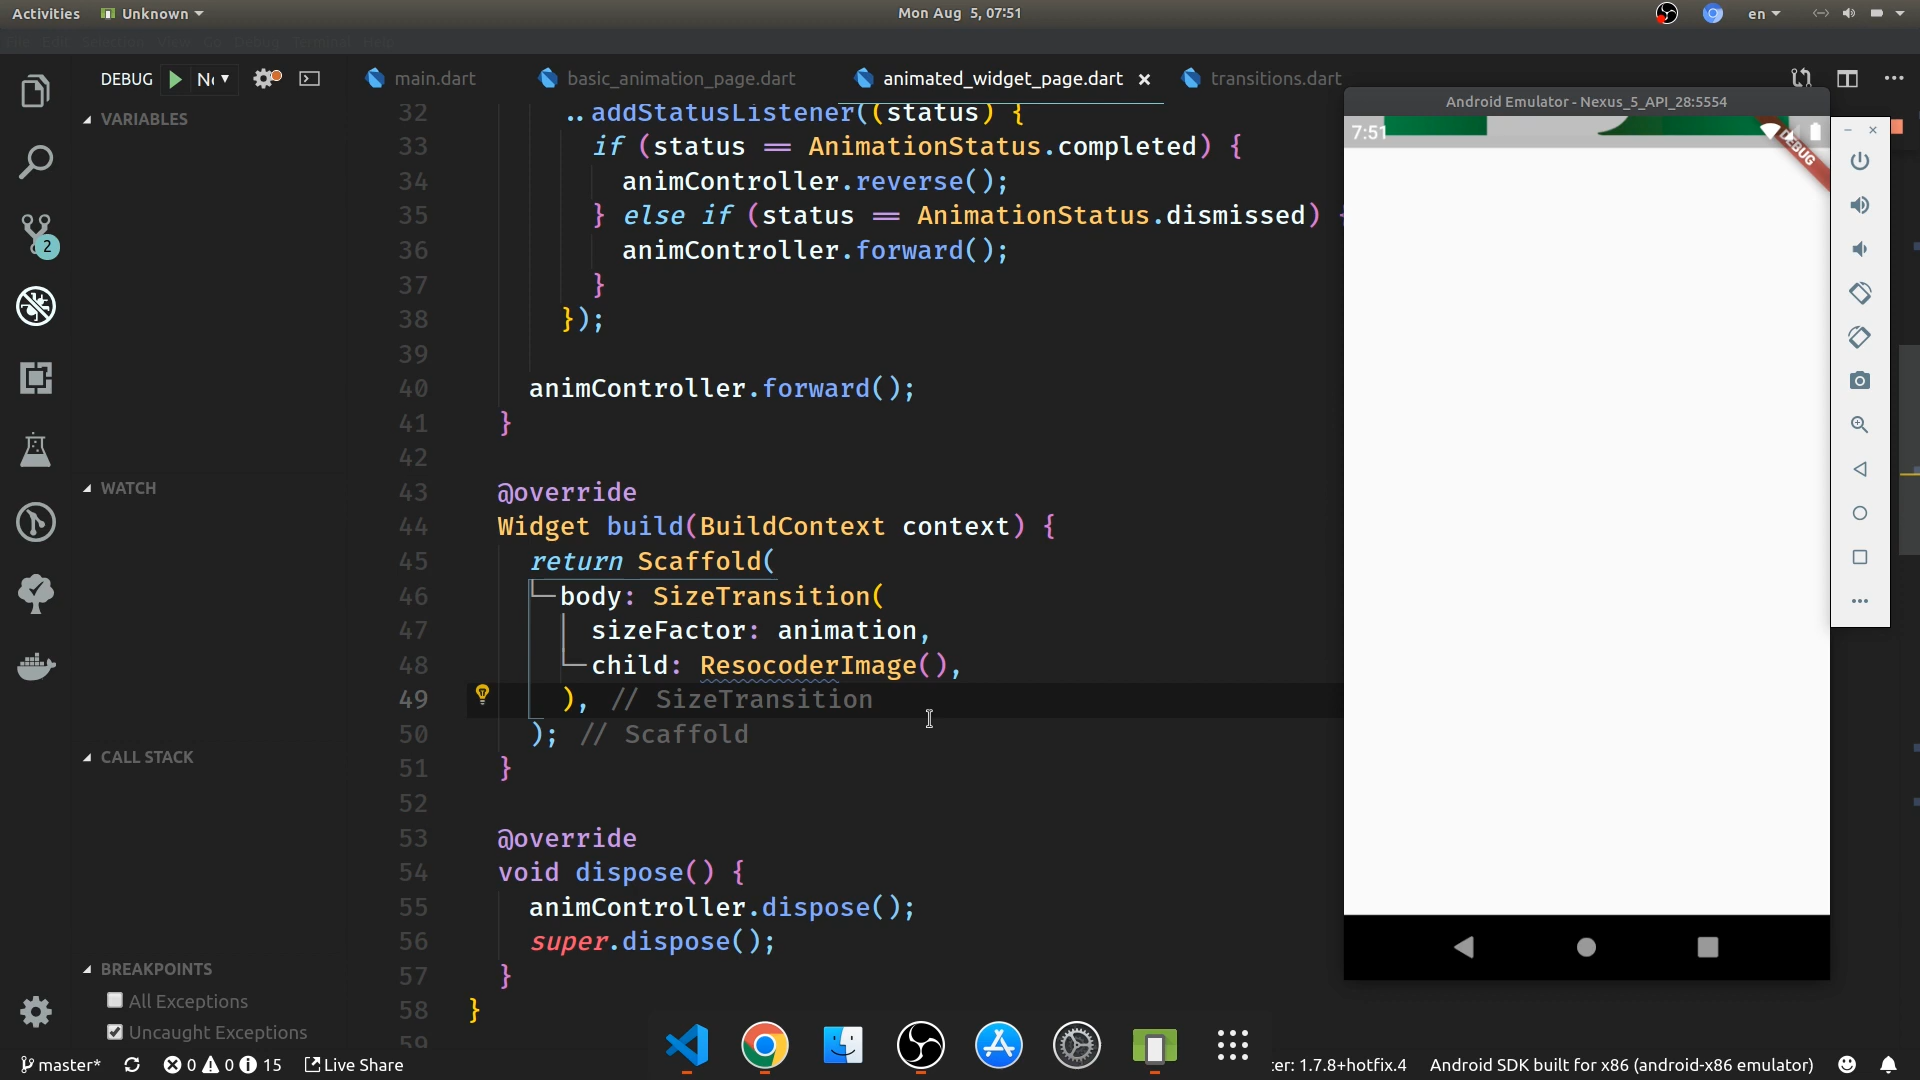 Activities
Unknown
Mon Aug 5, 07:51
en
DEBUG
main.dart
basic_animation_page.dart
animated_widget_page.dart
transitions.dart
VARIABLES
WATCH
CALL STACK
BREAKPOINTS
All Exceptions
Uncaught Exceptions
2
32 ..addStatusListener((status) {
33 if (status == AnimationStatus.completed) {
34 animController.reverse();
35 } else if (status == AnimationStatus.dismissed) {
36 animController.forward();
37 }
38 });
39
40 animController.forward();
41 }
42
43 @override
44 Widget build(BuildContext context) {
45 return Scaffold(
46 body: SizeTransition(
47 sizeFactor: animation,
48 child: ResocoderImage(),
49 ), // SizeTransition
50 ); // Scaffold
51 }
52
53 @override
54 void dispose() {
55 animController.dispose();
56 super.dispose();
57 }
58 }
59
Android Emulator - Nexus_5_API_28:5554
7:51
DEBUG
master*
0
0
15
Live Share
ter: 1.7.8+hotfix.4
Android SDK built for x86 (android-x86 emulator)